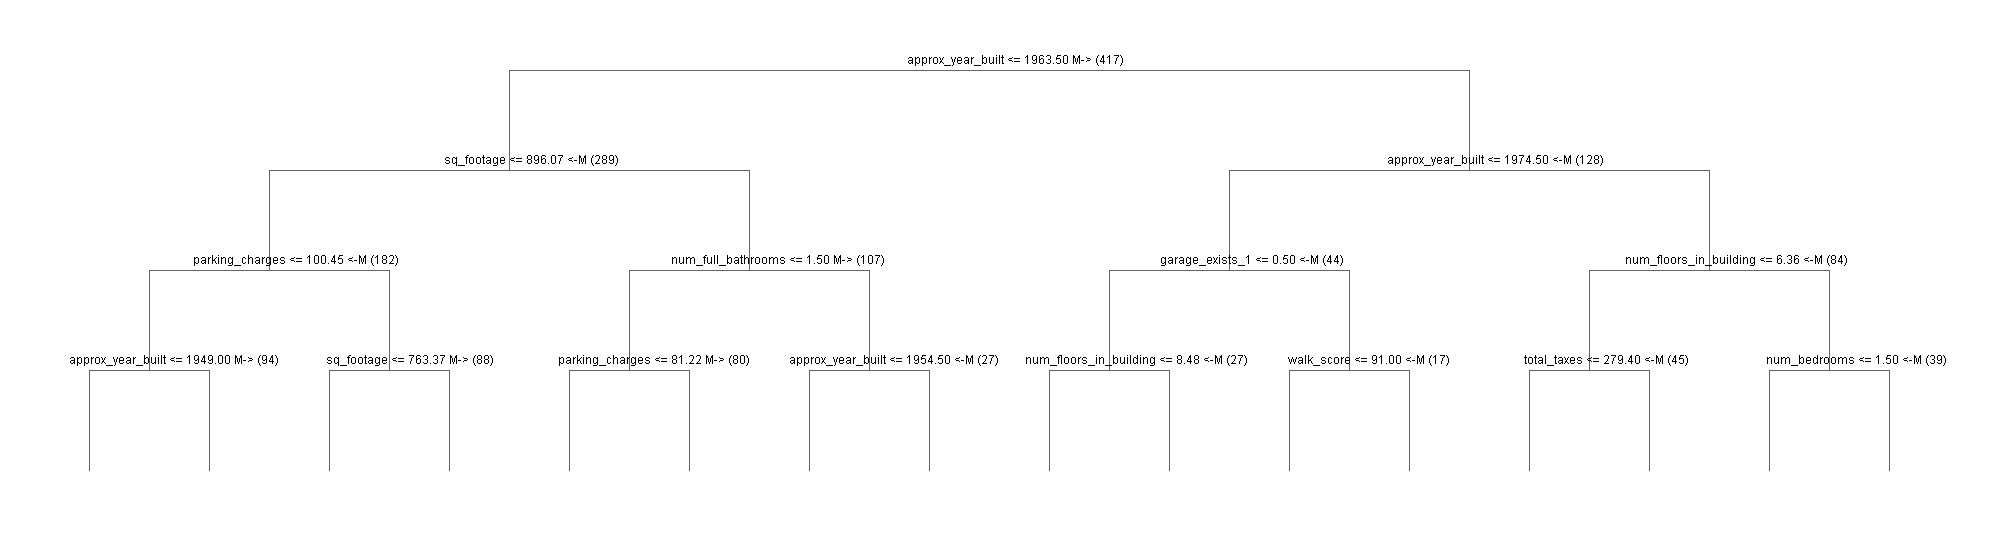 approx_year_built <= 1963.50 M-> (417)
sq_footage <= 896.07 <-M (289)
approx_year_built <= 1974.50 <-M (128)
parking_charges <= 100.45 <-M (182)
num_full_bathrooms <= 1.50 M-> (107)
garage_exists_1 <= 0.50 <-M (44)
num_floors_in_building <= 6.36 <-M (84)
approx_year_built <= 1949.00 M-> (94)
sq_footage <= 763.37 M-> (88)
parking_charges <= 81.22 M-> (80)
approx_year_built <= 1954.50 <-M (27)
num_floors_in_building <= 8.48 <-M (27)
walk_score <= 91.00 <-M (17)
total_taxes <= 279.40 <-M (45)
num_bedrooms <= 1.50 <-M (39)